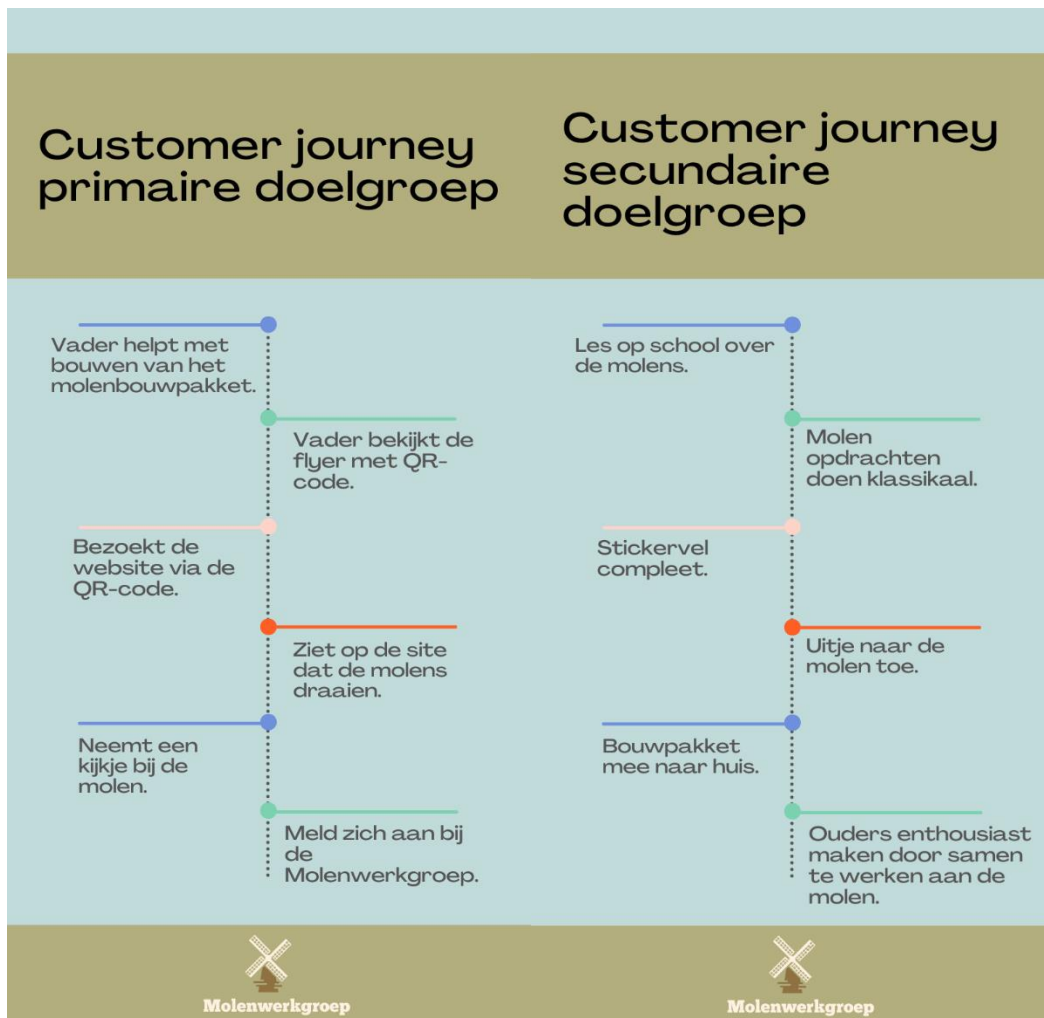 Customer journey
primaire doelgroep
Vader helpt met
bouwen van het
molenbouwpakket.
Vader bekijkt de
flyer met QR-
code.
Bezoekt de
website via de
QR-code.
Ziet op de site
dat de molens
draaien.
Neemt een
kijkje bij de
molen.
Meld zich aan bij
de
Molenwerkgroep.
Molenwerkgroep
Customer journey
secundaire
doelgroep
Les op school over
de molens.
Molen
opdrachten
doen klassikaal.
Stickervel
compleet.
Uitje naar de
molen toe.
Bouwpakket
mee naar huis.
Ouders enthousiast
maken door samen
te werken aan de
molen.
Molenwerkgroep